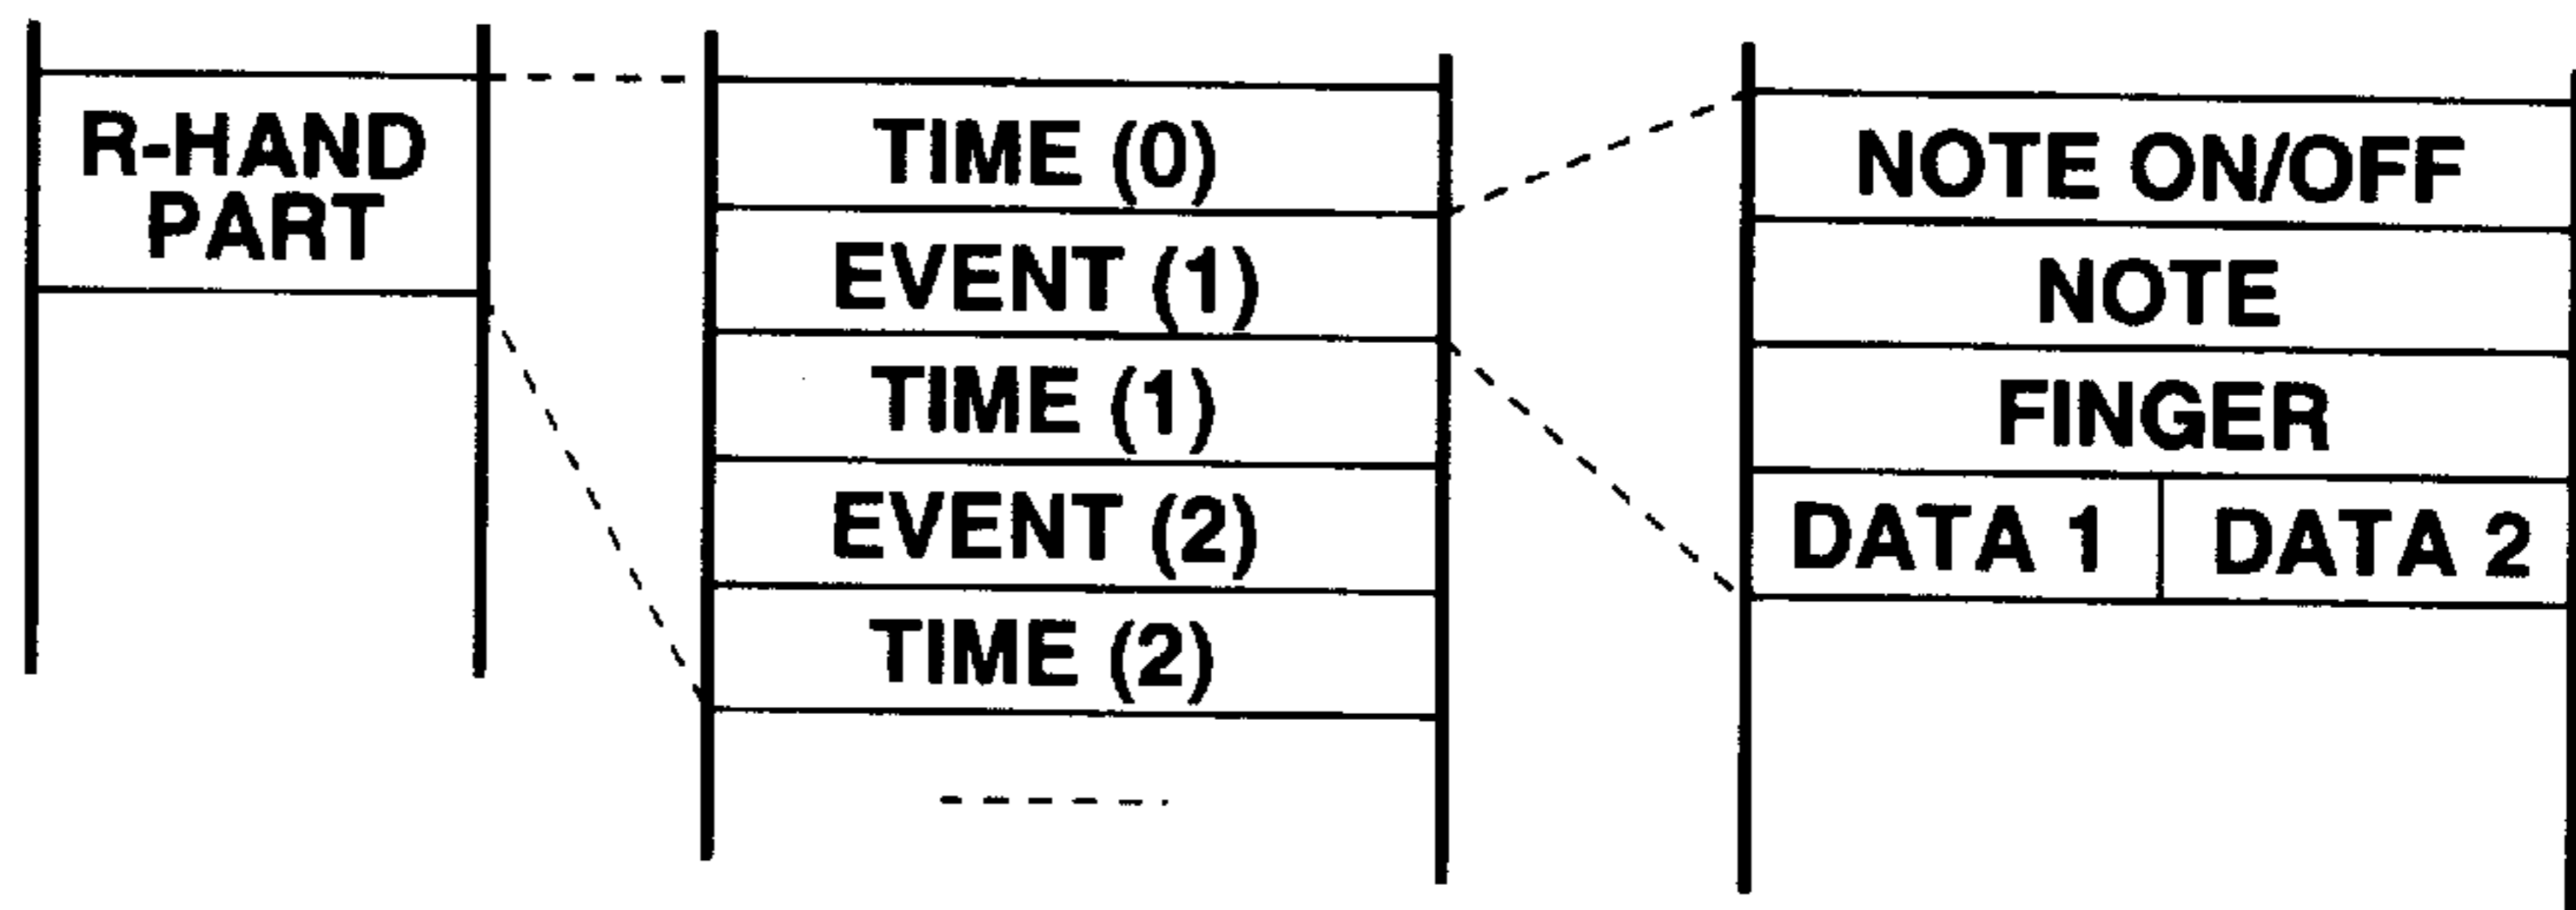 R-HAND
PART
TIME (0)
EVENT (1)
TIME (1)
EVENT (2)
TIME (2)
NOTE ON/OFF
NOTE
FINGER
DATA 1 DATA 2